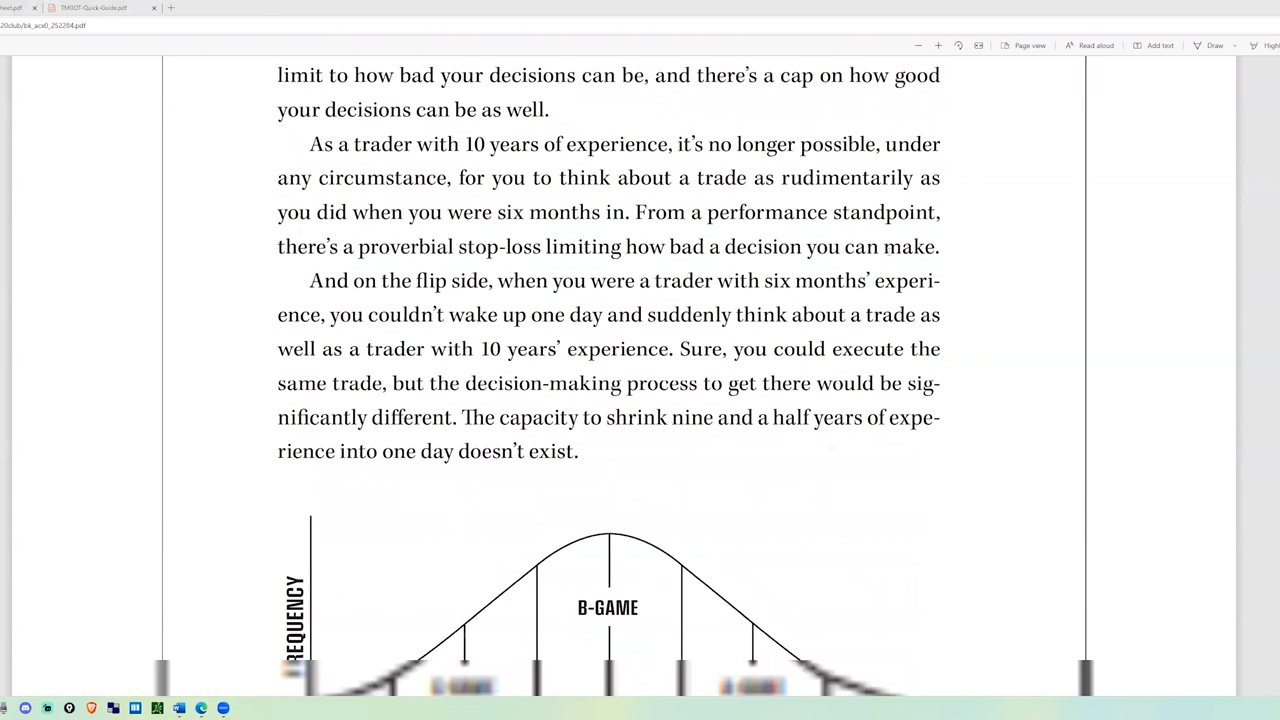 TMGOT-Quick-Guide.pdf
Page view
Read aloud
Add text
Draw
limit to how bad your decisions can be, and there’s a cap on how good
your decisions can be as well.
As a trader with 10 years of experience, it’s no longer possible, under
any circumstance, for you to think about a trade as rudimentarily as
you did when you were six months in. From a performance standpoint,
there’s a proverbial stop-loss limiting how bad a decision you can make.
And on the flip side, when you were a trader with six months’ experi-
ence, you couldn’t wake up one day and suddenly think about a trade as
well as a trader with 10 years’ experience. Sure, you could execute the
same trade, but the decision-making process to get there would be sig-
nificantly different. The capacity to shrink nine and a half years of expe-
rience into one day doesn’t exist.
B-GAME